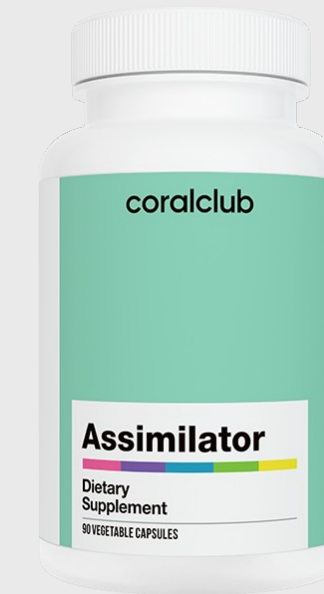 coralclub
Assimilator
Dietary
Supplement
90 VEGETABLE CAPSULES